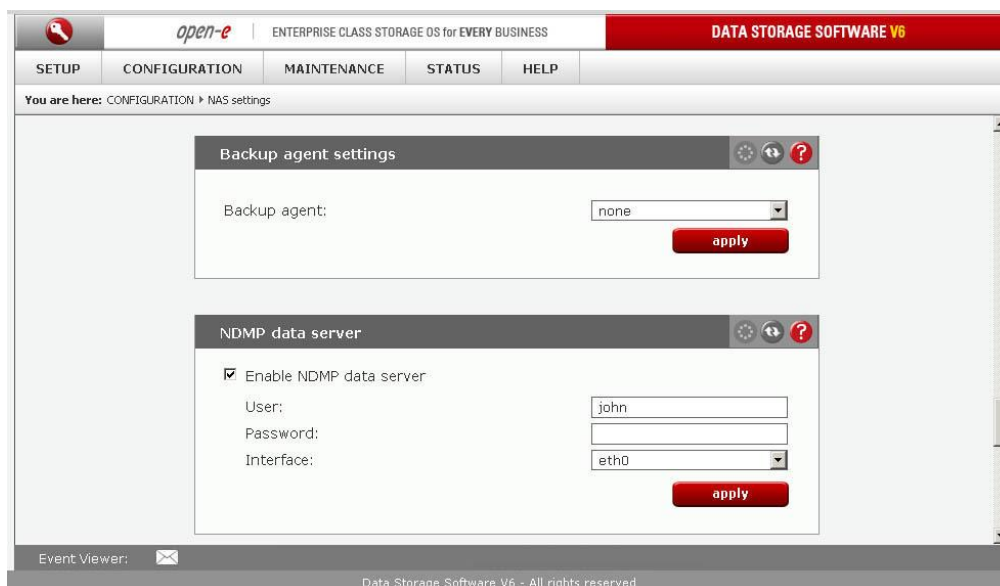 open-e ENTERPRISE CLASS STORAGE OS for EVERY BUSINESS DATA STORAGE SOFTWARE V6
SETUP CONFIGURATION MAINTENANCE STATUS HELP
You are here: CONFIGURATION NAS settings
Backup agent settings ?
Backup agent: none
apply
NDMP data server ?
Enable NDMP data server
User: john
Password:
Interface: eth0
apply
Event Viewer:
Data Storage Software V6 - All rights reserved